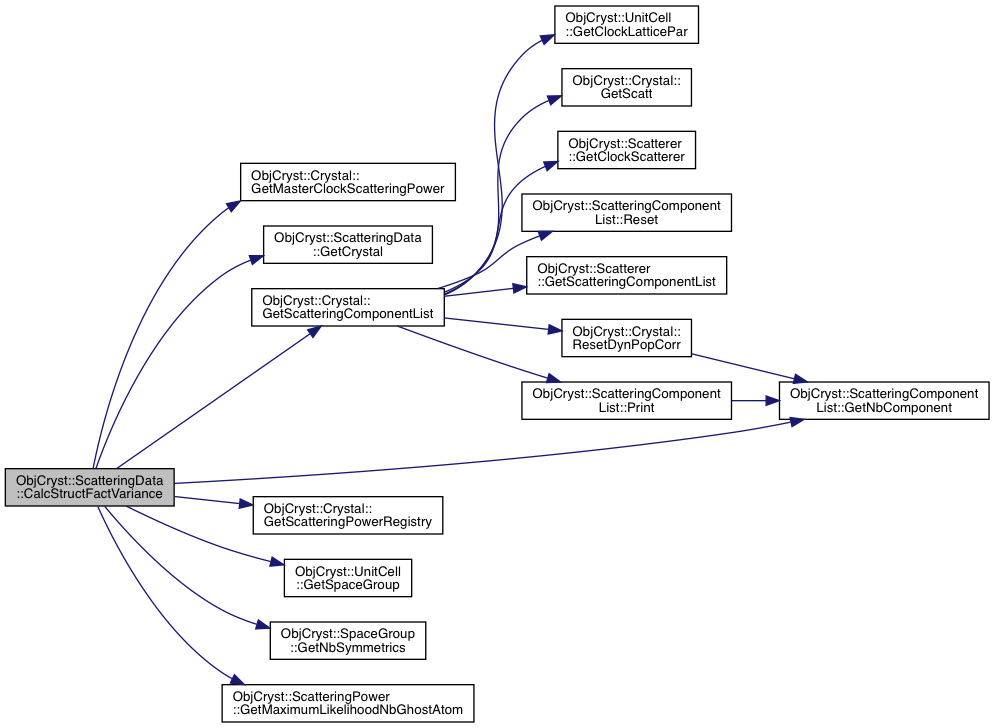 ObjCryst::UnitCell
::GetClockLatticePar
ObjCryst::Crystal::
GetScatt
ObjCryst::Scatterer
::GetClockScatterer
ObjCryst::Crystal::
GetMasterClockScatteringPower
ObjCryst::ScatteringComponent
List::Reset
ObjCryst::ScatteringData
::GetCrystal
ObjCryst::Scatterer
::GetScatteringComponentList
ObjCryst::Crystal::
GetScatteringComponentList
ObjCryst::Crystal::
ResetDynPopCorr
ObjCryst::ScatteringComponent
List::Print
ObjCryst::ScatteringComponent
List::GetNbComponent
ObjCryst::ScatteringData
::CalcStructFactVariance
ObjCryst::Crystal::
GetScatteringPowerRegistry
ObjCryst::UnitCell
::GetSpaceGroup
ObjCryst::SpaceGroup
::GetNbSymmetrics
ObjCryst::ScatteringPower
::GetMaximumLikelihoodNbGhostAtom